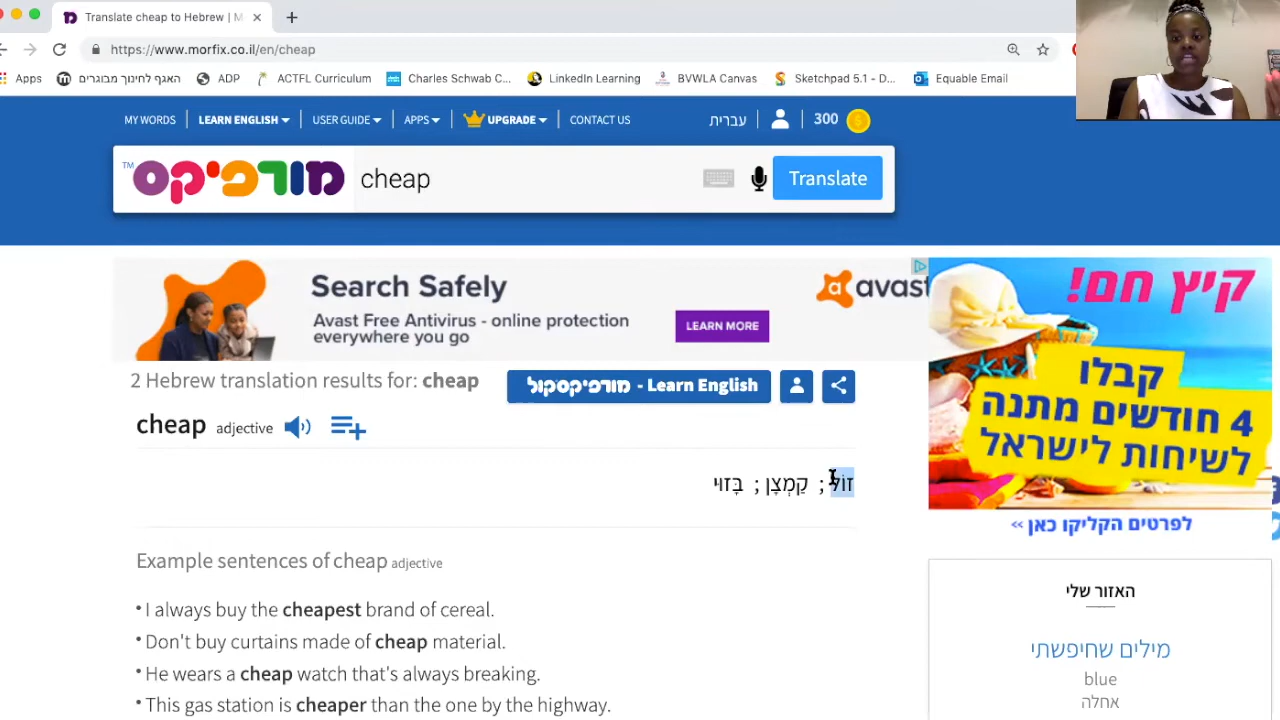 Translate cheap to Hebrew | M
https://www.morfix.co.il/en/cheap
Apps האגף לחינוך מבוגרים ADP ACTFL Curriculum Charles Schwab C... LinkedIn Learning BVWLA Canvas Sketchpad 5.1 - D... Equable Email
MY WORDS LEARN ENGLISH USER GUIDE APPS UPGRADE CONTACT US עברית 300
מורפיקס™ cheap Translate
Search Safely
Avast Free Antivirus - online protection
everywhere you go
LEARN MORE
avast
קיץ חם!
קבלו
4 חודשים מתנה
לשיחות לישראל
לפרטים הקליקו כאן >>
2 Hebrew translation results for: cheap
מורפיקסקול - Learn English
cheap adjective
זוֹל ; קַמְצָן ; בָּזוּי
Example sentences of cheap adjective
• I always buy the cheapest brand of cereal.
• Don't buy curtains made of cheap material.
• He wears a cheap watch that's always breaking.
• This gas station is cheaper than the one by the highway.
האזור שלי
מילים שחיפשתי
blue
אחלה